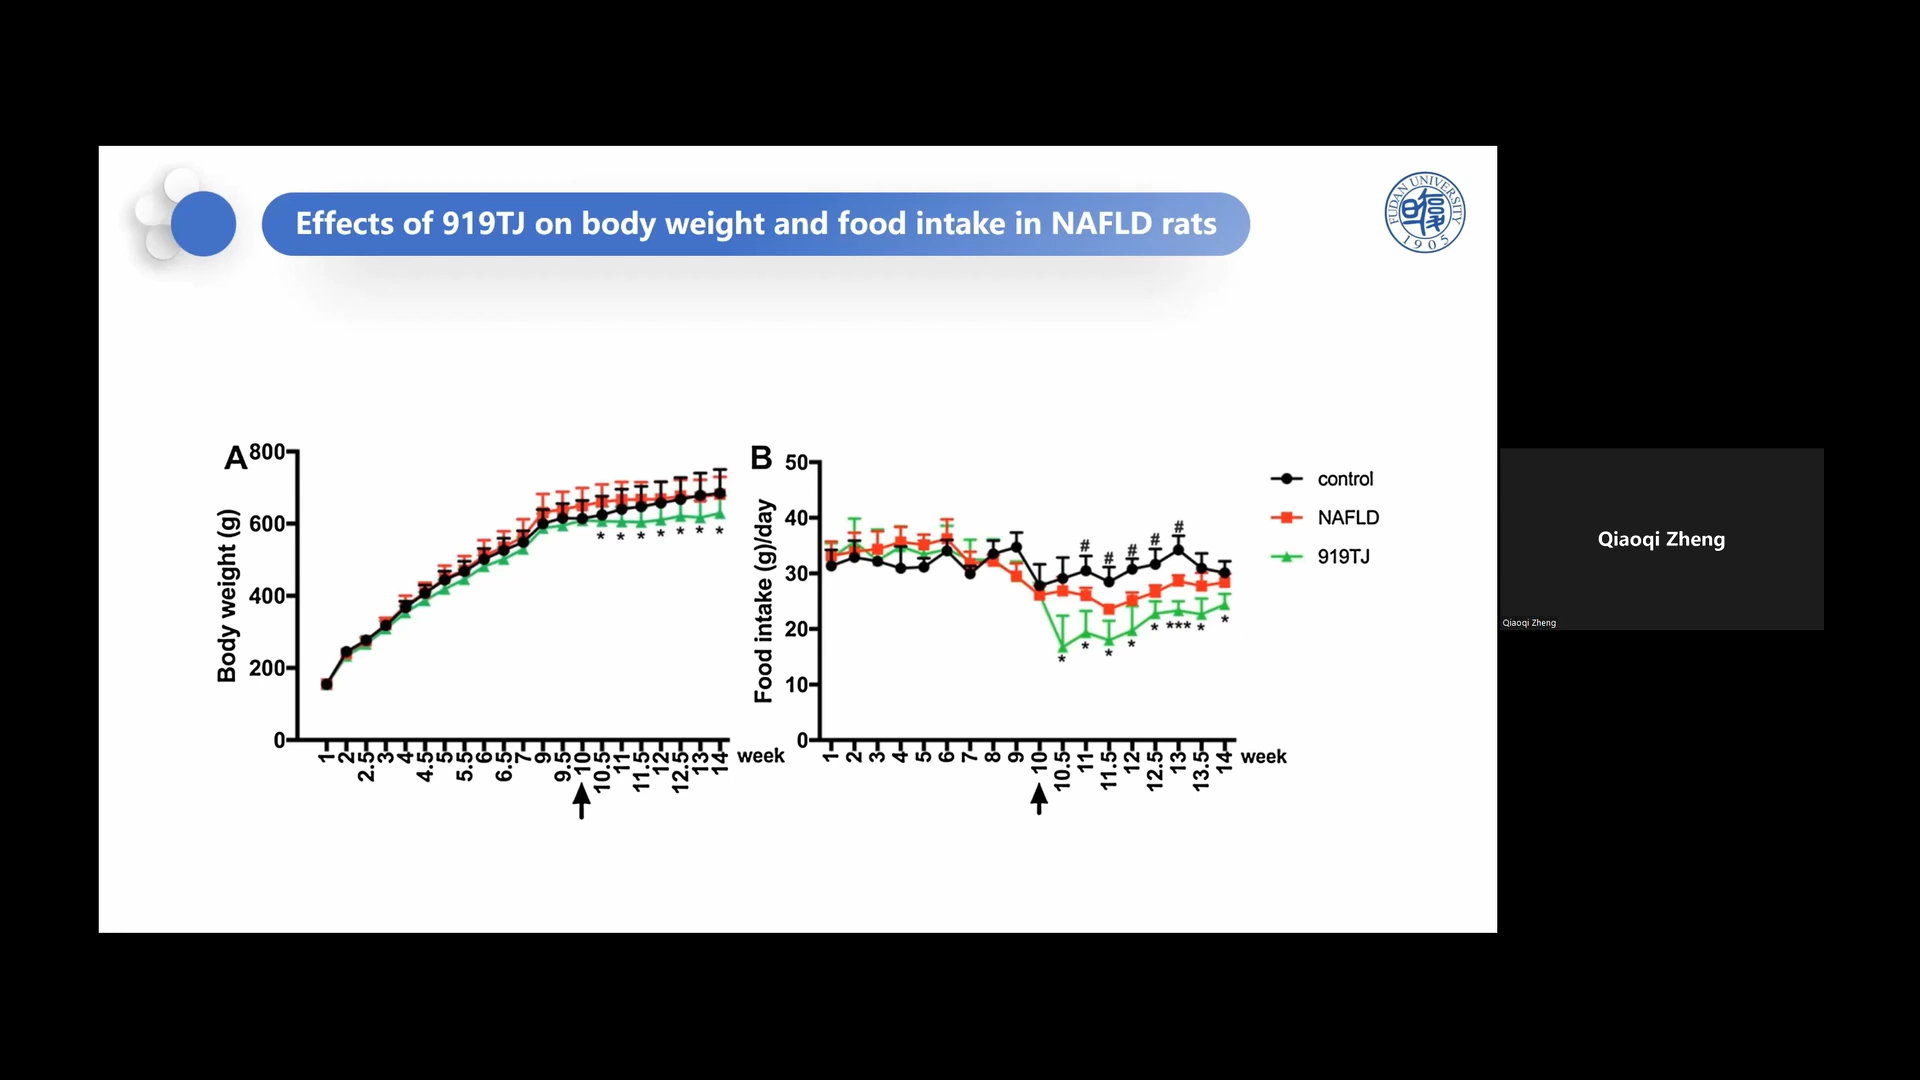 Effects of 919TJ on body weight and food intake in NAFLD rats
FUDAN UNIVERSITY
1905
A
Body weight (g)
800
600
400
200
0
1 2 2.5 3 4 4.5 5 5.5 6 6.5 7 9 9.5 10 10.5 11 11.5 12 12.5 13 14 week
* * * * * * *
B
Food intake (g)/day
50
40
30
20
10
0
1 2 3 4 5 6 7 8 9 10 10.5 11 11.5 12 12.5 13 13.5 14 week
# # # # #
* * * * * *** * *
control
NAFLD
919TJ
Qiaoqi Zheng
Qiaoqi Zheng